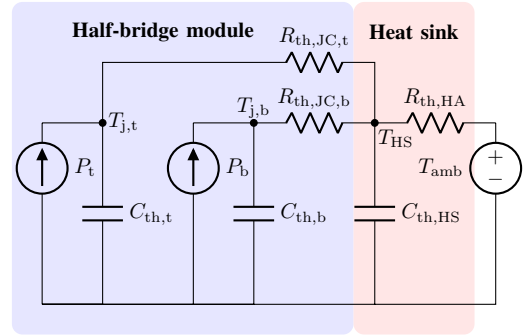 Half-bridge module
Heat sink
R_th,JC,t
T_j,t
T_j,b
R_th,JC,b
R_th,HA
T_HS
P_t
P_b
T_amb
+
−
C_th,t
C_th,b
C_th,HS